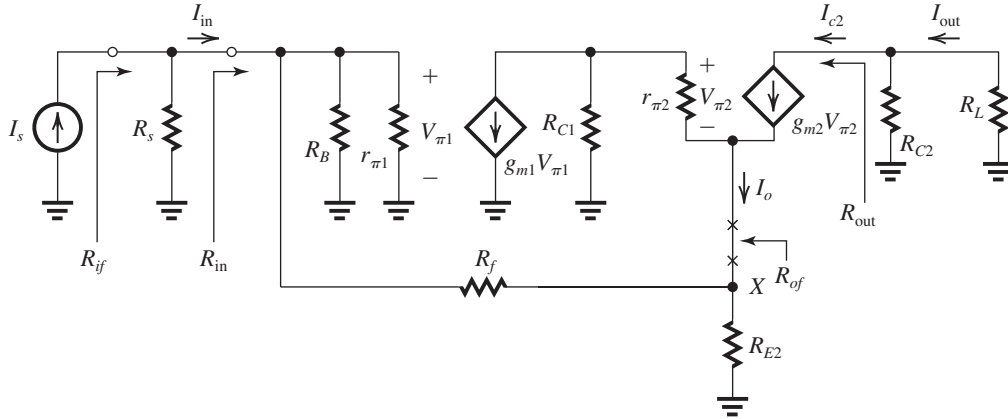 I_in
I_c2
I_out
+
+
r_π2
V_π2
−
I_s
R_s
R_B
r_π1
V_π1
−
g_m1V_π1
R_C1
g_m2V_π2
R_C2
R_L
I_o
R_out
R_if
R_in
R_f
X
R_of
R_E2